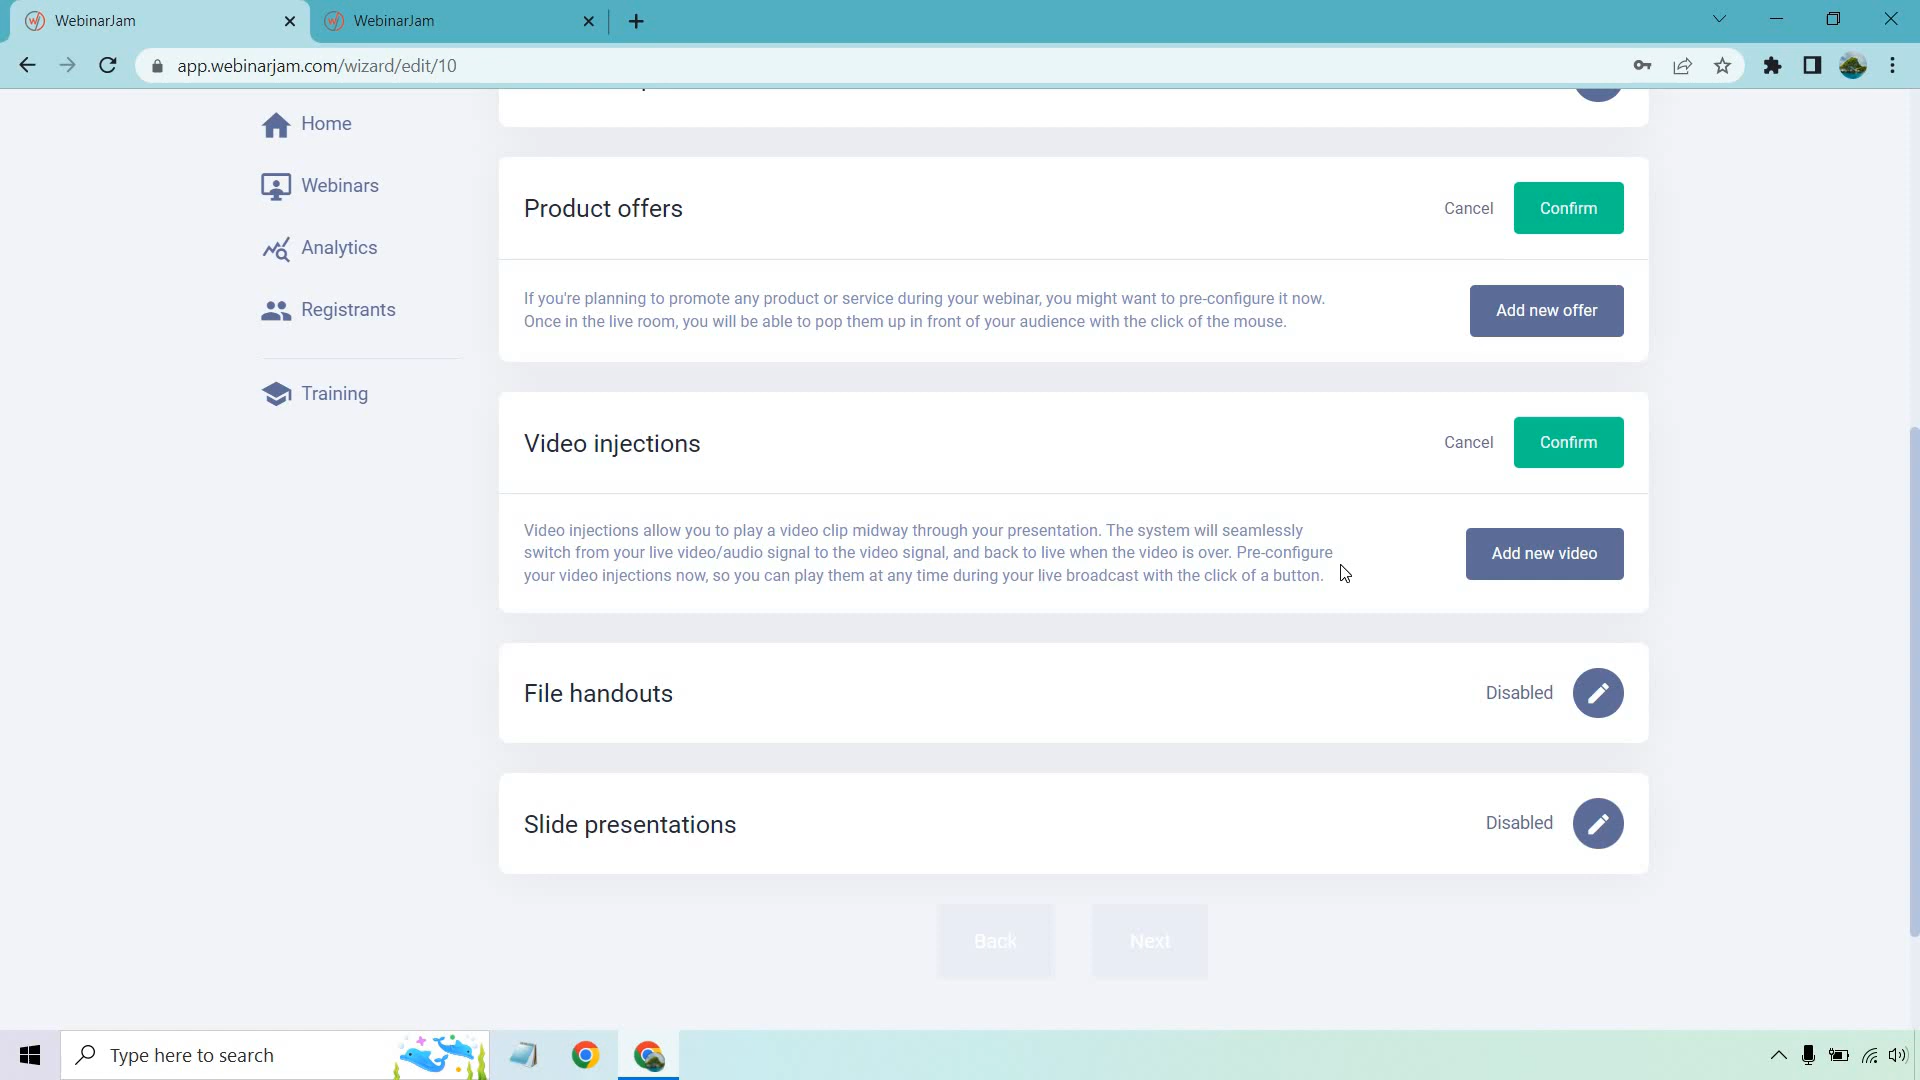 WebinarJam
WebinarJam
app.webinarjam.com/wizard/edit/10
Home
Webinars
Analytics
Registrants
Training
Product offers
Cancel
Confirm
If you're planning to promote any product or service during your webinar, you might want to pre-configure it now.
Once in the live room, you will be able to pop them up in front of your audience with the click of the mouse.
Add new offer
Video injections
Cancel
Confirm
Video injections allow you to play a video clip midway through your presentation. The system will seamlessly
switch from your live video/audio signal to the video signal, and back to live when the video is over. Pre-configure
your video injections now, so you can play them at any time during your live broadcast with the click of a button.
Add new video
File handouts
Disabled
Slide presentations
Disabled
Back
Next
Type here to search